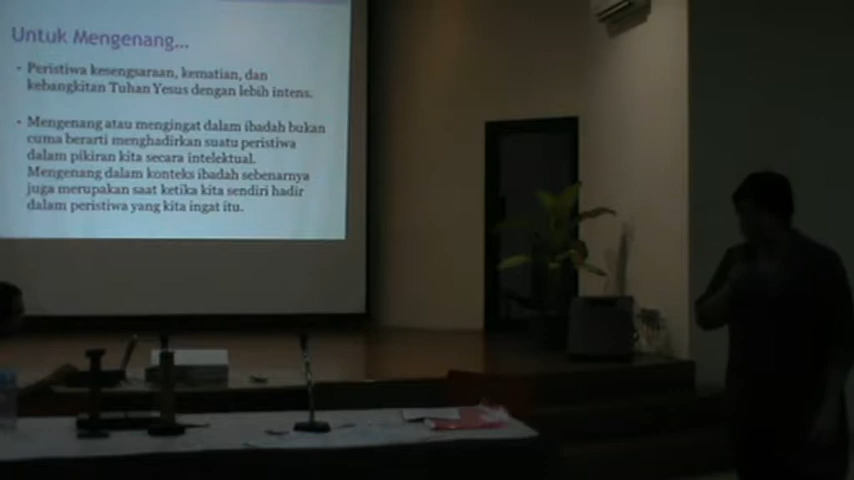 Untuk Mengenang...
- Peristiwa kesengsaraan, kematian, dan
kebangkitan Tuhan Yesus dengan lebih intens.
- Mengenang atau mengingat dalam ibadah bukan
cuma berarti menghadirkan suatu peristiwa
dalam pikiran kita secara intelektual.
Mengenang dalam konteks ibadah sebenarnya
juga merupakan saat ketika kita sendiri hadir
dalam peristiwa yang kita ingat itu.